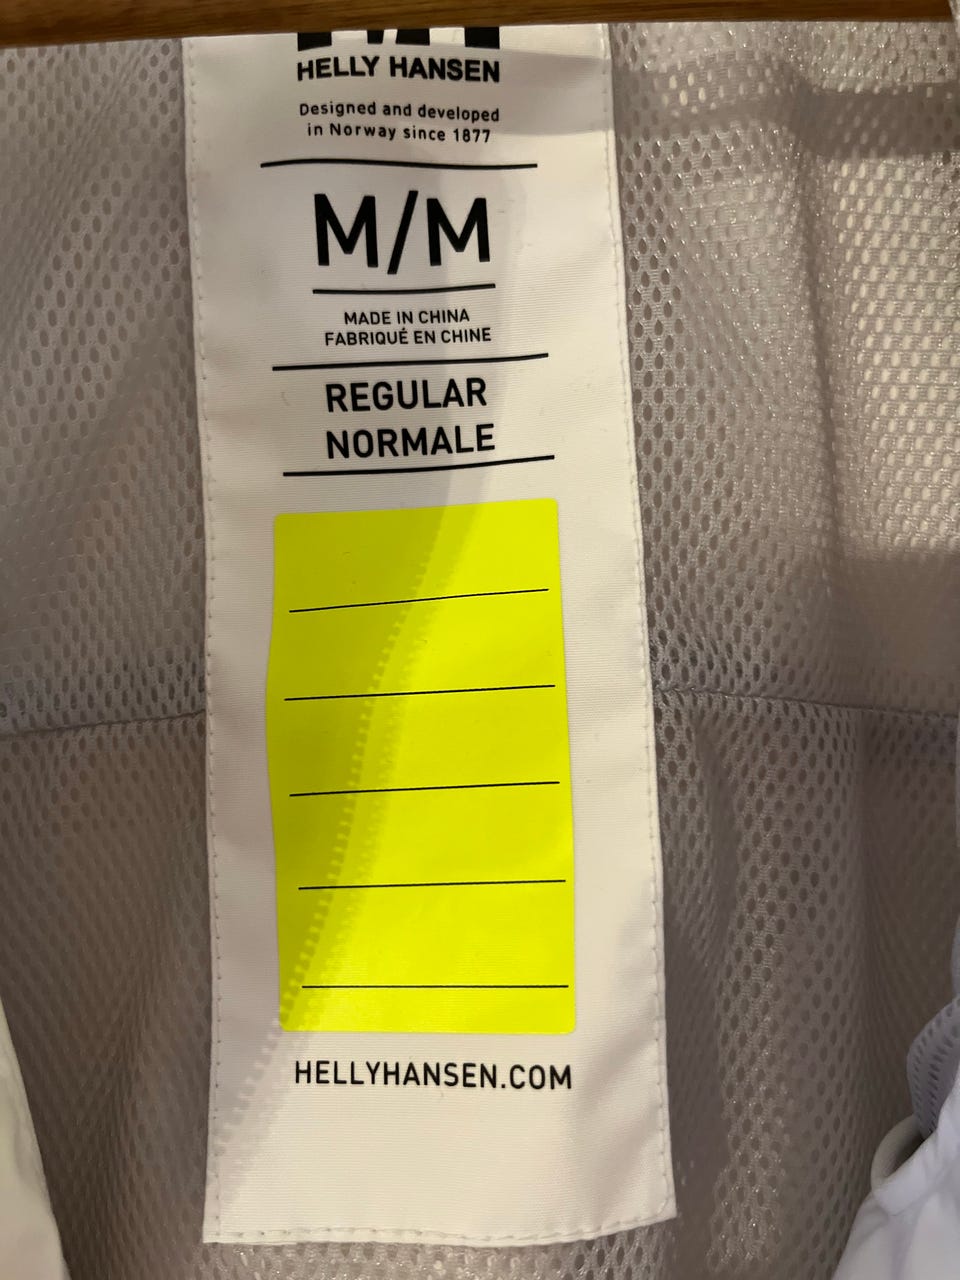 HELLY HANSEN
Designed and developed
in Norway since 1877
M/M
MADE IN CHINA
FABRIQUÉ EN CHINE
REGULAR
NORMALE
HELLYHANSEN.COM